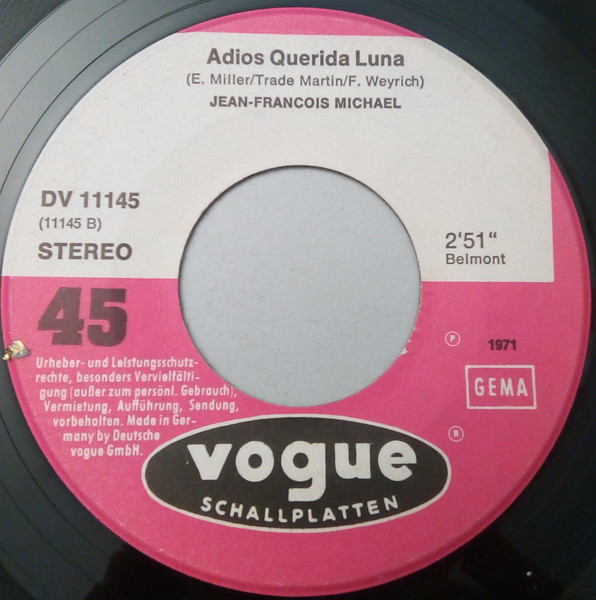 Adios Querida Luna
(E. Miller/Trade Martin/F. Weyrich)
JEAN-FRANCOIS MICHAEL
DV 11145
(11145 B)
STEREO
2'51"
Belmont
45
P
1971
GEMA
Urheber- und Leistungsschutz-
rechte, besonders Vervielfälti-
gung (außer zum persönl. Gebrauch),
Vermietung, Aufführung, Sendung,
vorbehalten. Made in Ger-
many by Deutsche
vogue GmbH.
R
vogue
SCHALLPLATTEN